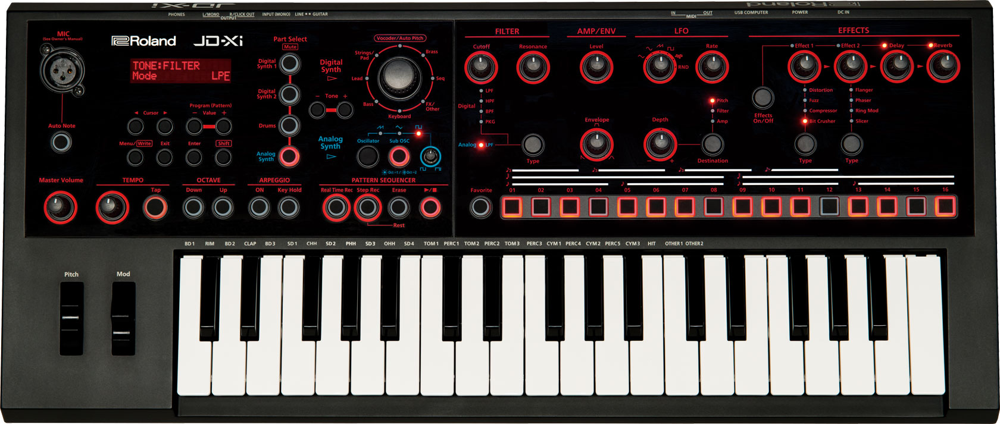 PHONES L/MONO R/CLICK OUT INPUT (MONO) LINE GUITAR
OUTPUT
IN OUT USB COMPUTER POWER DC IN
MIDI
Roland
JD-Xi
MIC
(See Owner's Manual)
Roland JD-Xi
TONE:FILTER
Mode LPF
Auto Note
Cursor
Program (Pattern)
− Value +
Menu/Write Exit Enter Shift
Part Select
Mute
Digital
Synth 1
Digital
Synth 2
Drums
Analog
Synth
Digital
Synth
− Tone +
Vocoder/Auto Pitch
Brass
Seq
FX/
Other
Keyboard
Bass
Lead
Strings/
Pad
Analog
Synth
Oscillator Sub OSC
Oct −1 / Oct −2
Master Volume
TEMPO
Tap
OCTAVE
Down Up
ARPEGGIO
ON Key Hold
PATTERN SEQUENCER
Real Time Rec Step Rec Erase
Rest
FILTER
Cutoff Resonance
Digital
LPF
HPF
BPF
PKG
Analog LPF
Type
AMP/ENV
Level
Envelope
LFO
RND
Rate
Depth
− +
Pitch
Filter
Amp
Destination
EFFECTS
Effect 1 Effect 2 Delay Reverb
Effects
On/Off
Distortion
Fuzz
Compressor
Bit Crusher
Type
Flanger
Phaser
Ring Mod
Slicer
Type
Favorite
01 02 03 04 05 06 07 08 09 10 11 12 13 14 15 16
BD1 RIM BD2 CLAP BD3 SD1 CHH SD2 PHH SD3 OHH SD4 TOM1 PERC1 TOM2 PERC2 TOM3 PERC3 CYM1 PERC4 CYM2 PERC5 CYM3 HIT OTHER1 OTHER2
Pitch Mod